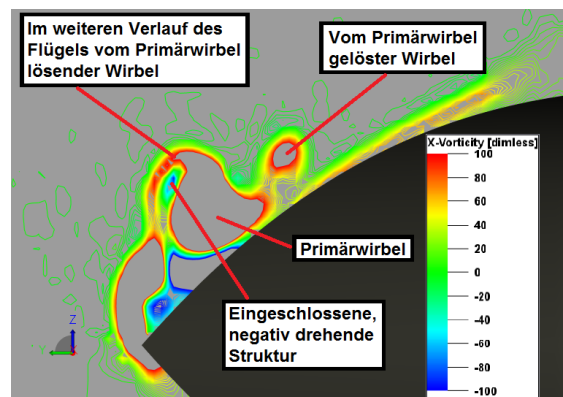 Im weiteren Verlauf des
Flügels vom Primärwirbel
lösender Wirbel
Vom Primärwirbel
gelöster Wirbel
X-Vorticity [dimless]
100
80
60
40
20
0
-20
-40
-60
-80
-100
Primärwirbel
Eingeschlossene,
negativ drehende
Struktur
Z